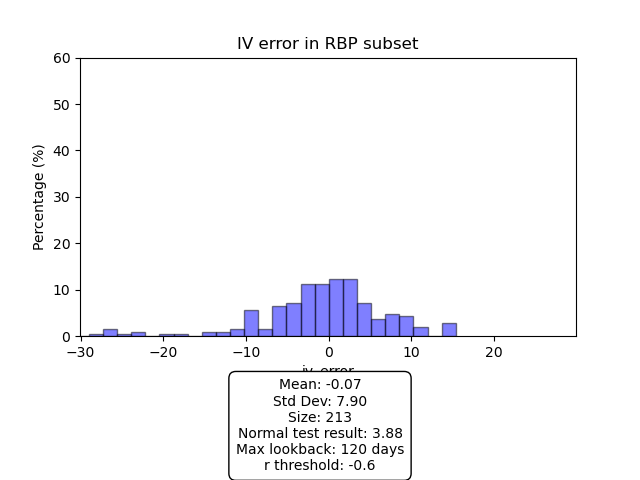 IV error in RBP subset
60
50
40
30
20
10
0
Percentage (%)
−30
−20
−10
0
10
20
iv_error
Mean: -0.07
Std Dev: 7.90
Size: 213
Normal test result: 3.88
Max lookback: 120 days
r threshold: -0.6